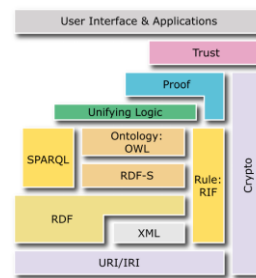 User Interface & Applications
Trust
Proof
Unifying Logic
Ontology:
OWL
SPARQL
RDF-S
Rule:
RIF
Crypto
RDF
XML
URI/IRI